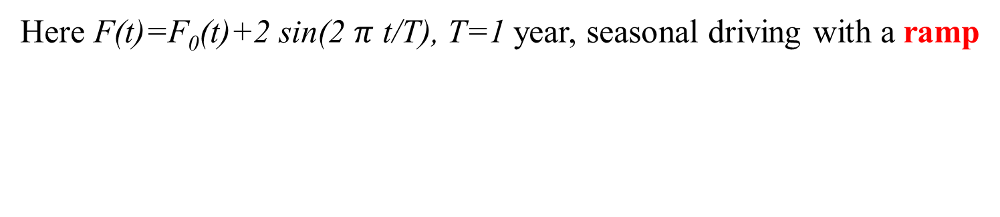 Here F(t)=F₀(t)+2 sin(2 π t/T), T=1 year, seasonal driving with a ramp